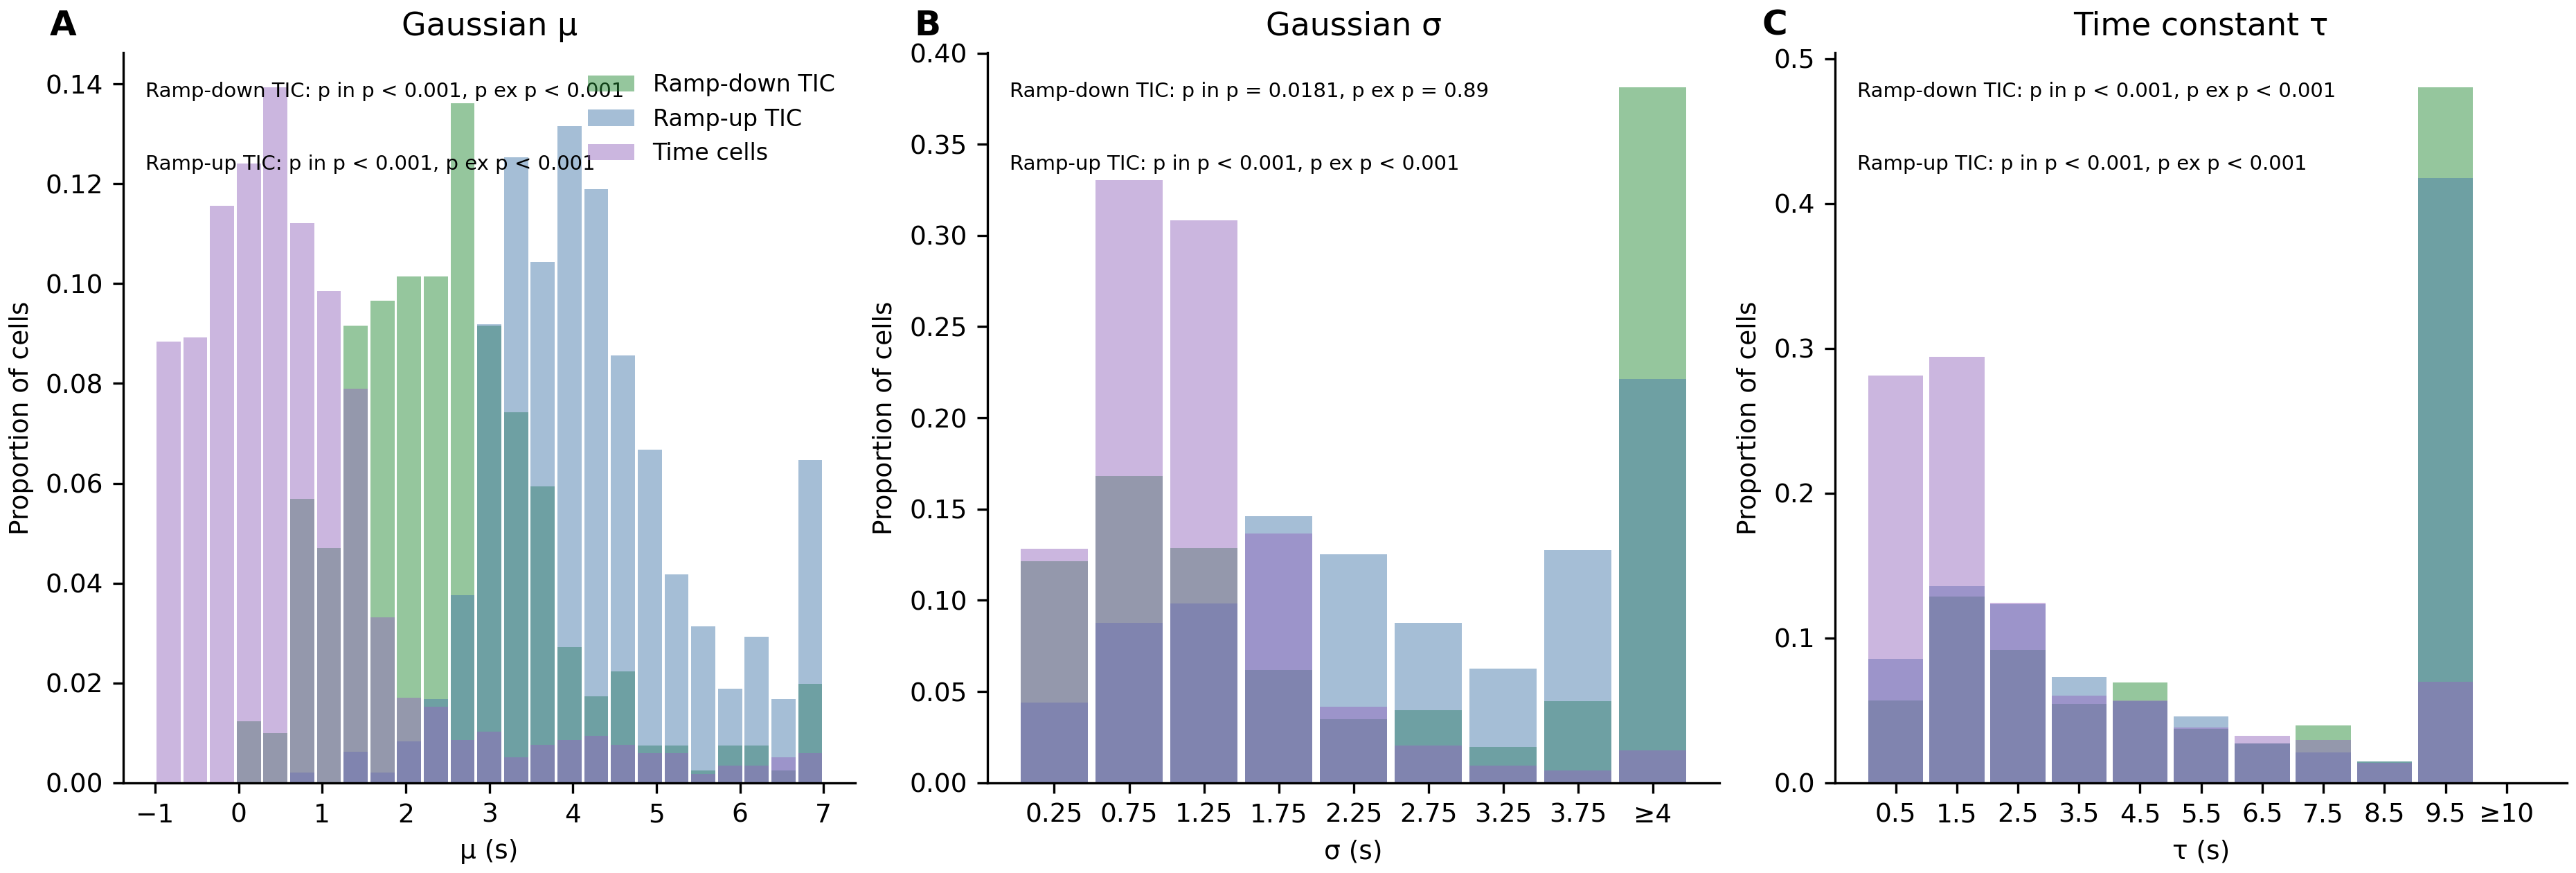 A
Gaussian μ
Ramp-down TIC: p in p < 0.001, p ex p < 0.001
Ramp-up TIC: p in p < 0.001, p ex p < 0.001
Ramp-down TIC
Ramp-up TIC
Time cells
Proportion of cells
0.14
0.12
0.10
0.08
0.06
0.04
0.02
0.00
−1 0 1 2 3 4 5 6 7
μ (s)
B
Gaussian σ
Ramp-down TIC: p in p = 0.0181, p ex p = 0.89
Ramp-up TIC: p in p < 0.001, p ex p < 0.001
Proportion of cells
0.40
0.35
0.30
0.25
0.20
0.15
0.10
0.05
0.00
0.25 0.75 1.25 1.75 2.25 2.75 3.25 3.75 ≥4
σ (s)
C
Time constant τ
Ramp-down TIC: p in p < 0.001, p ex p < 0.001
Ramp-up TIC: p in p < 0.001, p ex p < 0.001
Proportion of cells
0.5
0.4
0.3
0.2
0.1
0.0
0.5 1.5 2.5 3.5 4.5 5.5 6.5 7.5 8.5 9.5 ≥10
τ (s)